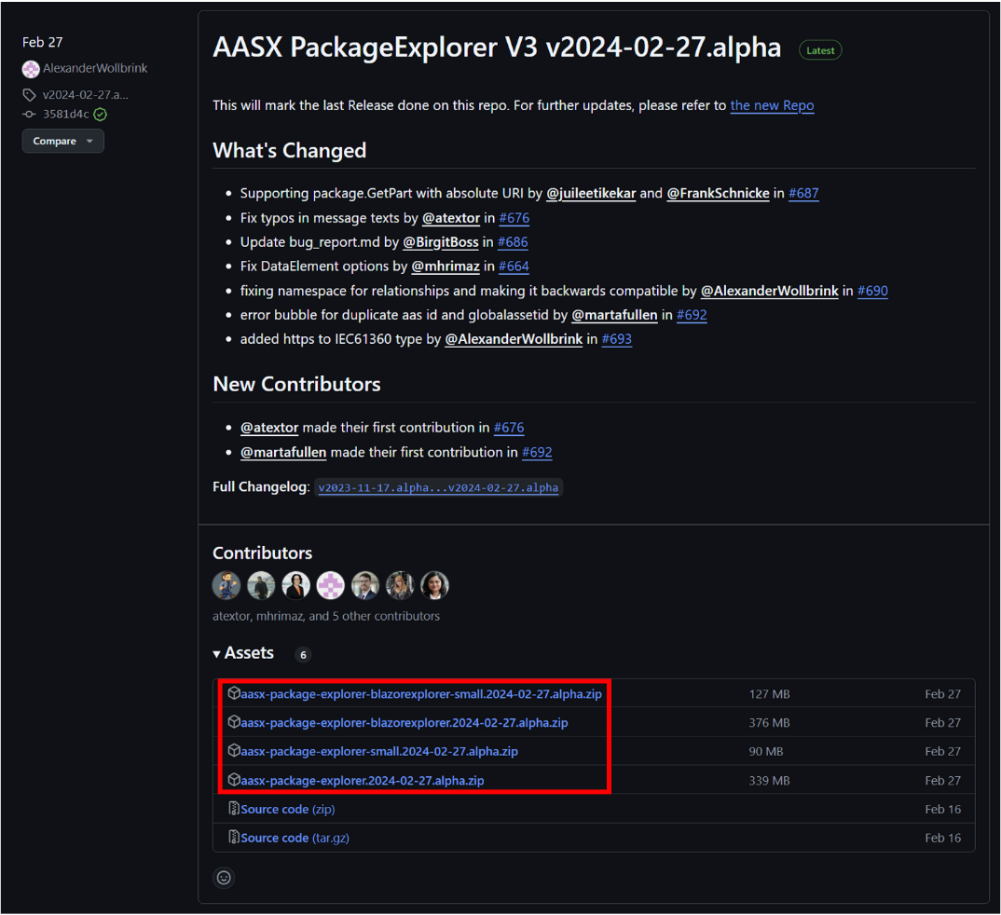 Feb 27
AlexanderWollbrink
v2024-02-27.a...
3581d4c
Compare
AASX PackageExplorer V3 v2024-02-27.alpha Latest
This will mark the last Release done on this repo. For further updates, please refer to the new Repo
What's Changed
• Supporting package.GetPart with absolute URI by @juileetikekar and @FrankSchnicke in #687
• Fix typos in message texts by @atextor in #676
• Update bug_report.md by @BirgitBoss in #686
• Fix DataElement options by @mhrimaz in #664
• fixing namespace for relationships and making it backwards compatible by @AlexanderWollbrink in #690
• error bubble for duplicate aas id and globalassetid by @martafullen in #692
• added https to IEC61360 type by @AlexanderWollbrink in #693
New Contributors
• @atextor made their first contribution in #676
• @martafullen made their first contribution in #692
Full Changelog: v2023-11-17.alpha...v2024-02-27.alpha
Contributors
atextor, mhrimaz, and 5 other contributors
Assets 6
aasx-package-explorer-blazorexplorer-small.2024-02-27.alpha.zip 127 MB Feb 27
aasx-package-explorer-blazorexplorer.2024-02-27.alpha.zip 376 MB Feb 27
aasx-package-explorer-small.2024-02-27.alpha.zip 90 MB Feb 27
aasx-package-explorer.2024-02-27.alpha.zip 339 MB Feb 27
Source code (zip) Feb 16
Source code (tar.gz) Feb 16